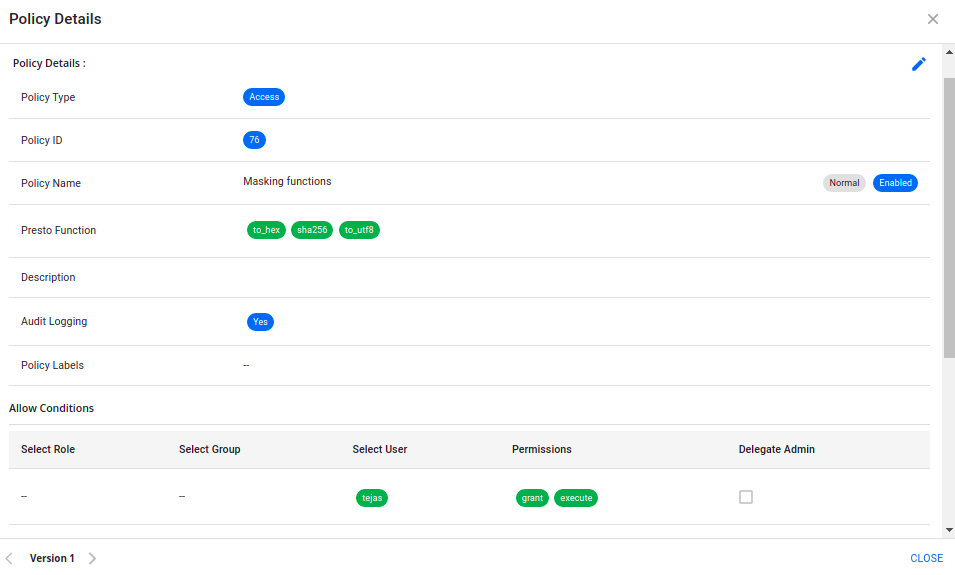 Policy Details
Policy Details :
Policy Type Access
Policy ID 76
Policy Name Masking functions Normal Enabled
Presto Function to_hex sha256 to_utf8
Description
Audit Logging Yes
Policy Labels --
Allow Conditions
Select Role Select Group Select User Permissions Delegate Admin
-- -- tejas grant execute
Version 1 CLOSE